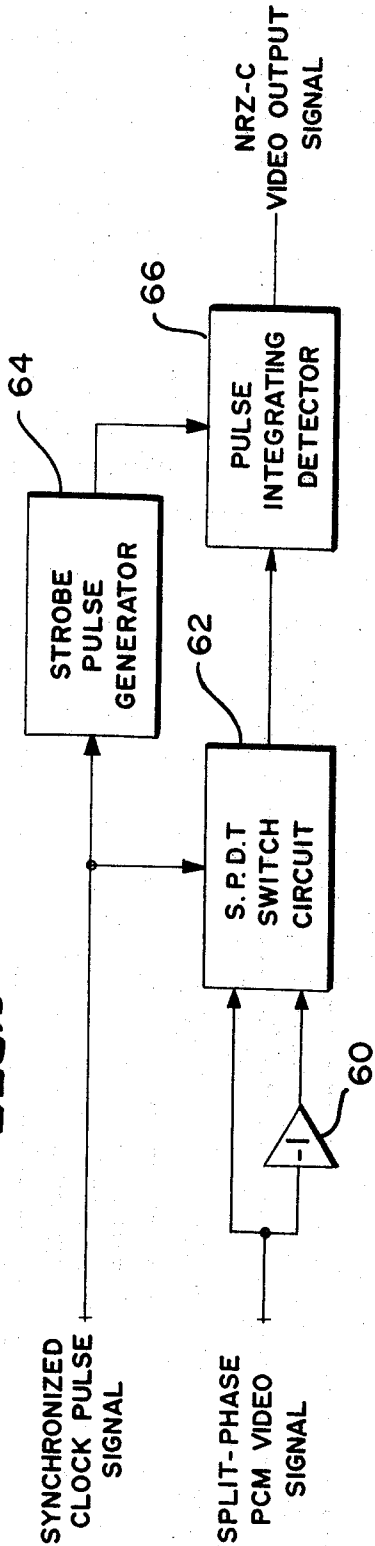 SYNCHRONIZED
CLOCK PULSE
SIGNAL
STROBE
PULSE
GENERATOR
64
SPLIT-PHASE
PCM VIDEO
SIGNAL
-1
60
S.P.D.T
SWITCH
CIRCUIT
62
PULSE
INTEGRATING
DETECTOR
66
NRZ-C
VIDEO OUTPUT
SIGNAL